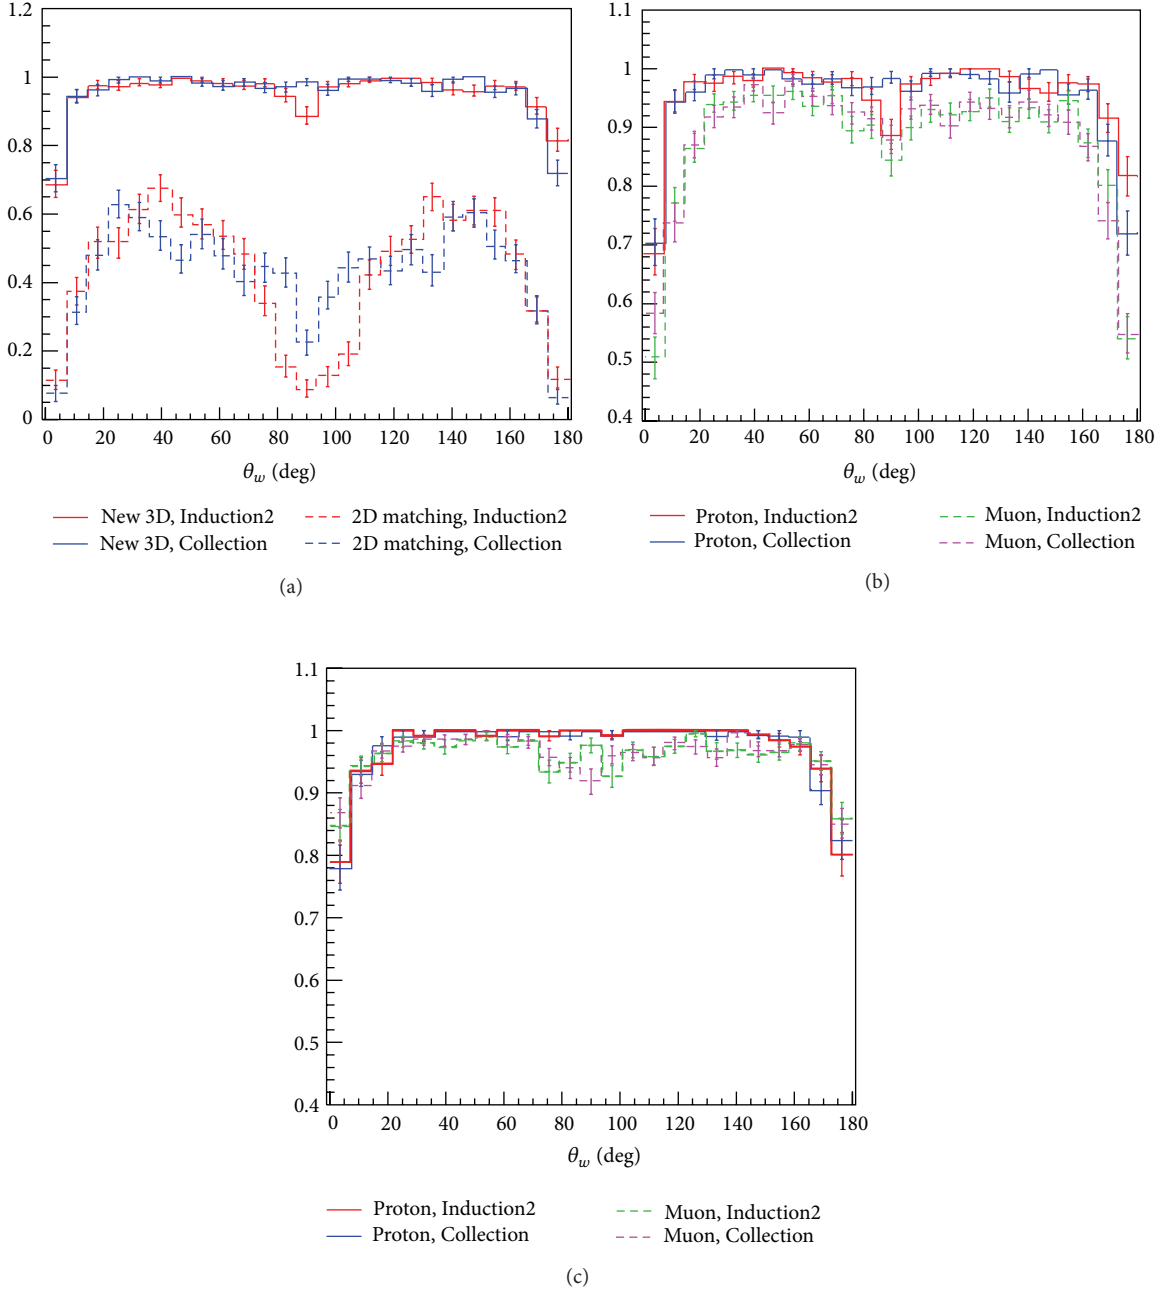 1.2
1
0.8
0.6
0.4
0.2
0
0 20 40 60 80 100 120 140 160 180
θw (deg)
New 3D, Induction2
New 3D, Collection
2D matching, Induction2
2D matching, Collection
(a)
1.1
1
0.9
0.8
0.7
0.6
0.5
0.4
0 20 40 60 80 100 120 140 160 180
θw (deg)
Proton, Induction2
Proton, Collection
Muon, Induction2
Muon, Collection
(b)
1.1
1
0.9
0.8
0.7
0.6
0.5
0.4
0 20 40 60 80 100 120 140 160 180
θw (deg)
Proton, Induction2
Proton, Collection
Muon, Induction2
Muon, Collection
(c)